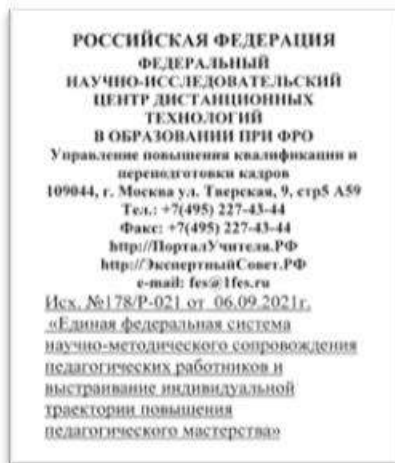 РОССИЙСКАЯ ФЕДЕРАЦИЯ
ФЕДЕРАЛЬНЫЙ
НАУЧНО-ИССЛЕДОВАТЕЛЬСКИЙ
ЦЕНТР ДИСТАНЦИОННЫХ
ТЕХНОЛОГИЙ
В ОБРАЗОВАНИИ ПРИ ФРО
Управление повышения квалификации и
переподготовки кадров
109044, г. Москва ул. Тверская, 9, стр5 А59
Тел.: +7(495) 227-43-44
Факс: +7(495) 227-43-44
http://ПорталУчителя.РФ
http://ЭкспертныйСовет.РФ
e-mail: fes@1fes.ru
Исх. №178/Р-021 от 06.09.2021г.
«Единая федеральная система
научно-методического сопровождения
педагогических работников и
выстраивание индивидуальной
траектории повышения
педагогического мастерства»